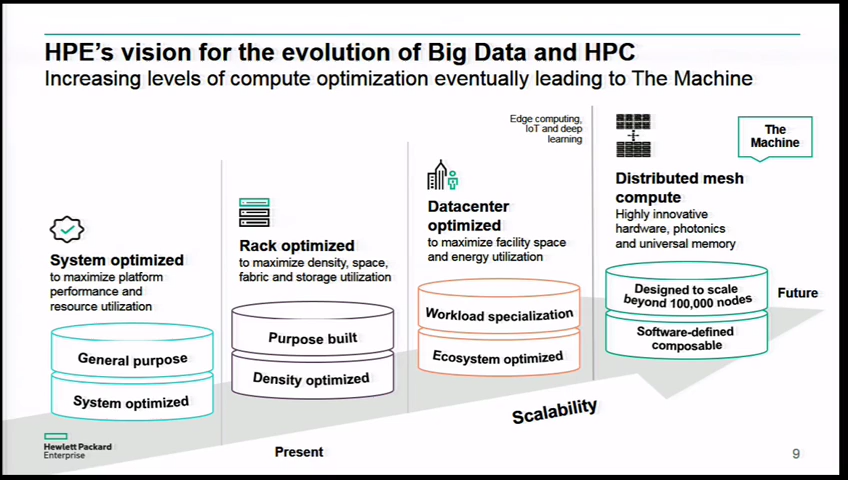 HPE's vision for the evolution of Big Data and HPC
Increasing levels of compute optimization eventually leading to The Machine
System optimized
to maximize platform
performance and
resource utilization
General purpose
System optimized
Rack optimized
to maximize density, space,
fabric and storage utilization
Purpose built
Density optimized
Edge computing,
IoT and deep
learning
Datacenter
optimized
to maximize facility space
and energy utilization
Workload specialization
Ecosystem optimized
The
Machine
Distributed mesh
compute
Highly innovative
hardware, photonics
and universal memory
Designed to scale
beyond 100,000 nodes
Software-defined
composable
Future
Scalability
Present
Hewlett Packard
Enterprise
9